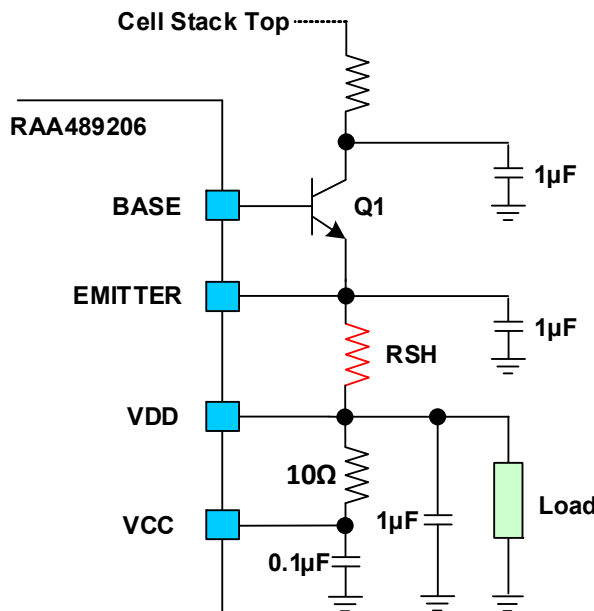 Cell Stack Top
RAA489206
1µF
BASE
Q1
EMITTER
1µF
RSH
VDD
10Ω
VCC
1µF
Load
0.1µF